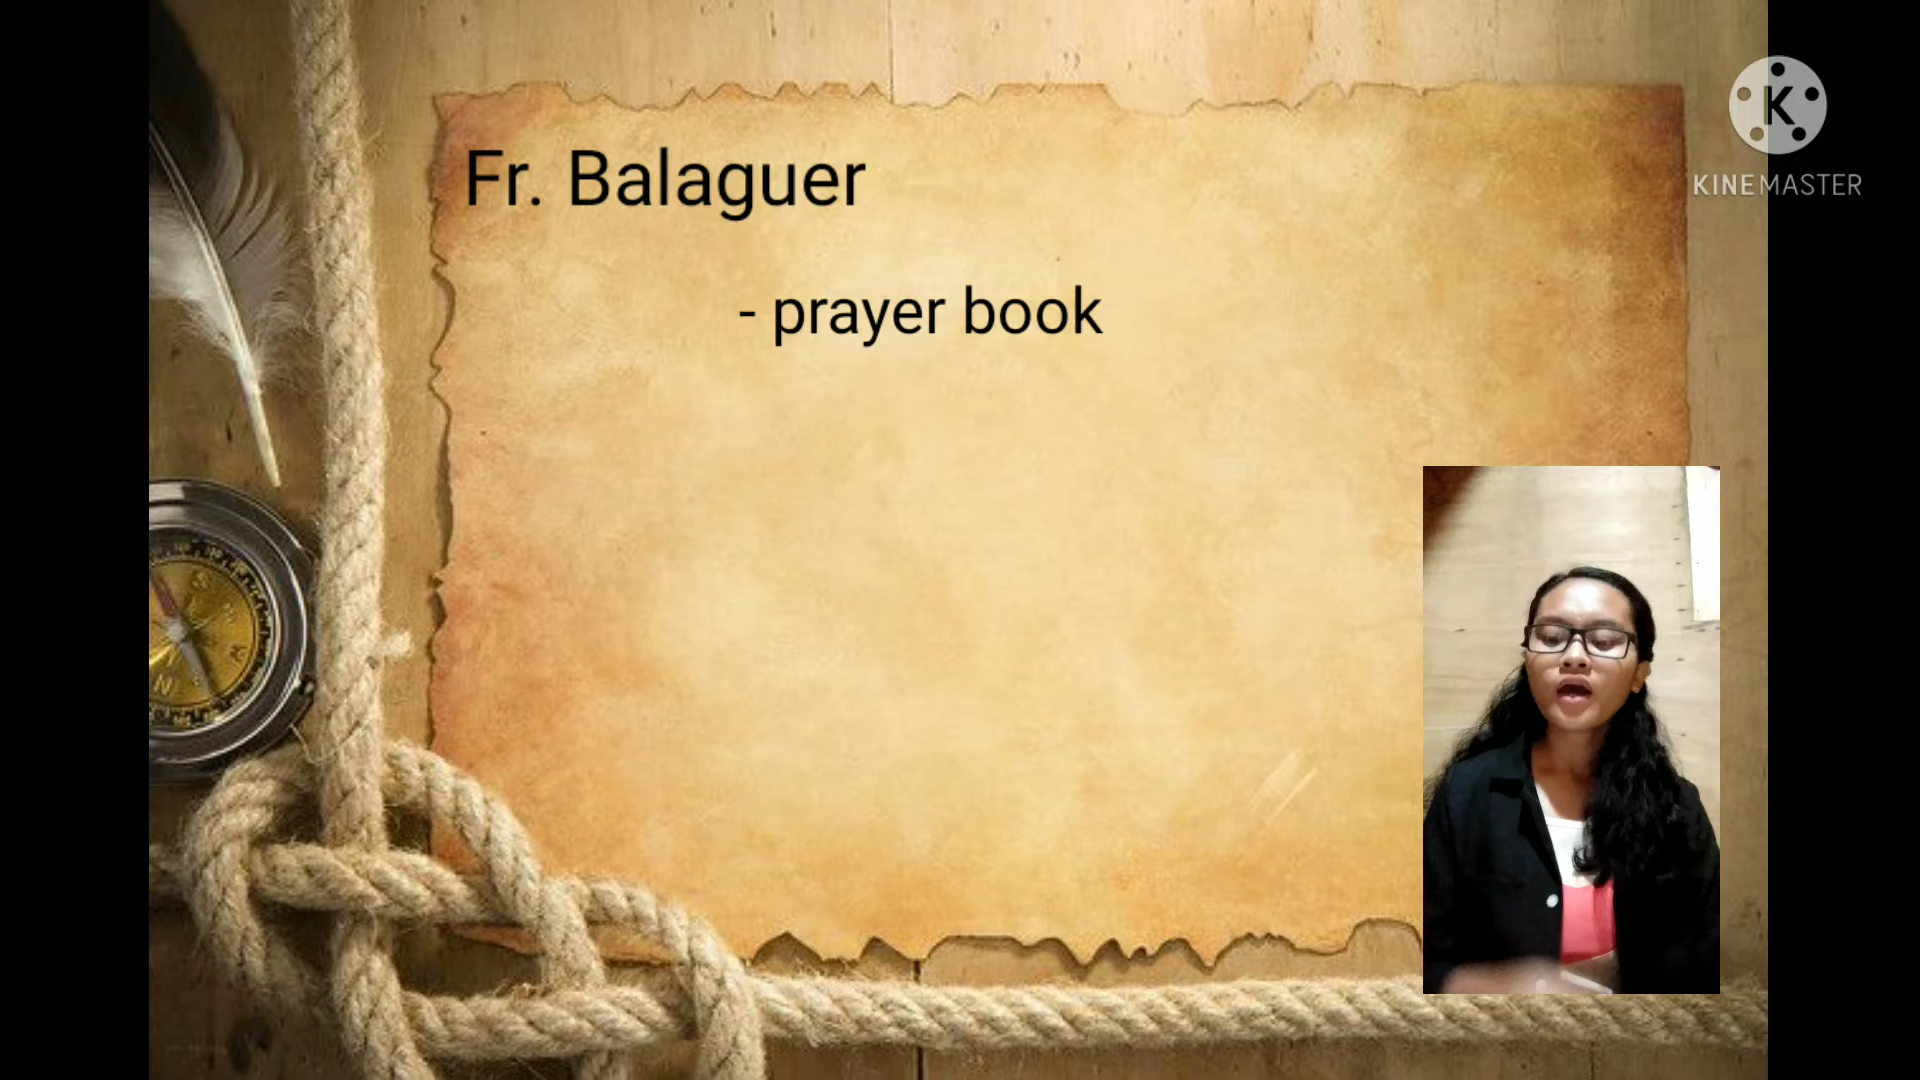 Fr. Balaguer
- prayer book
K
KINEMASTER
S
N